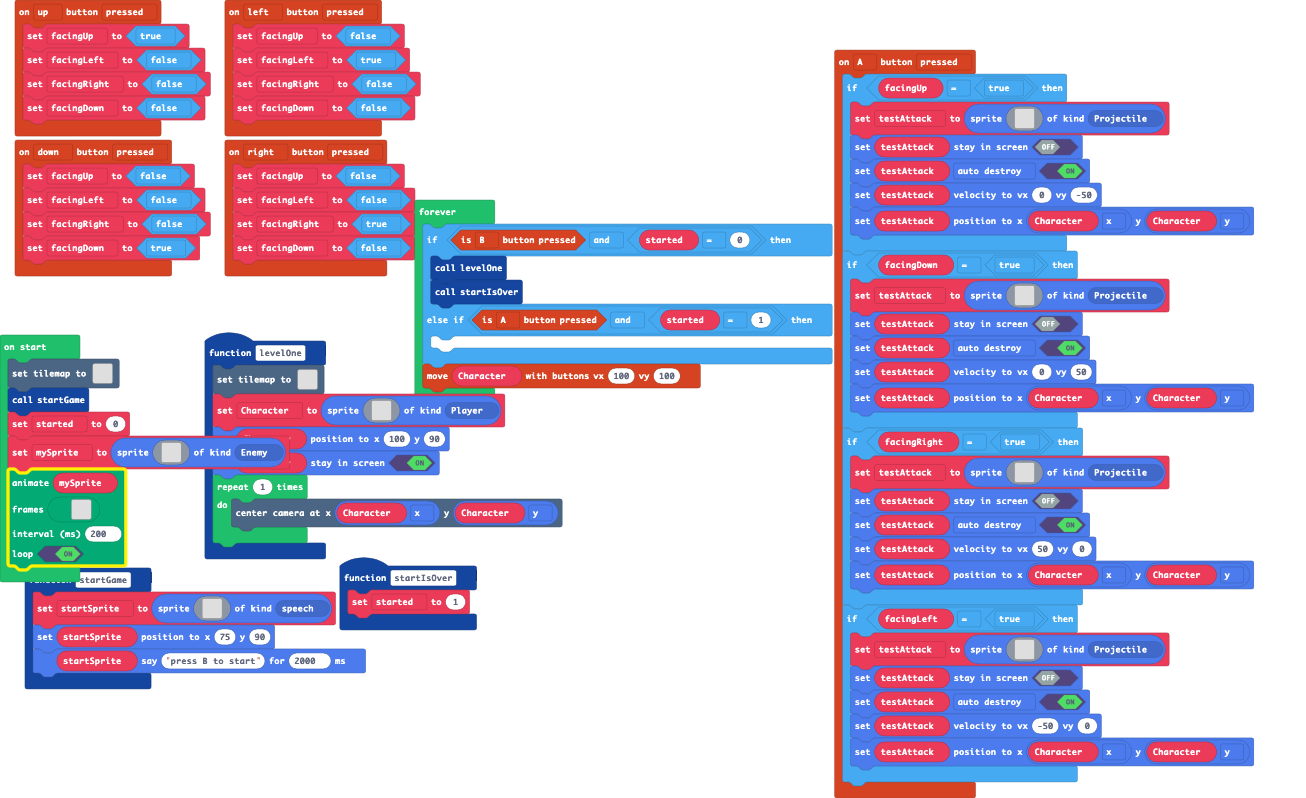 on up button pressed
set facingUp to true
set facingLeft to false
set facingRight to false
set facingDown to false
on left button pressed
set facingUp to false
set facingLeft to true
set facingRight to false
set facingDown to false
on down button pressed
set facingUp to false
set facingLeft to false
set facingRight to false
set facingDown to true
on right button pressed
set facingUp to false
set facingLeft to false
set facingRight to true
set facingDown to false
forever
if is B button pressed and started = 0 then
call levelOne
call startIsOver
else if is A button pressed and started = 1 then
move Character with buttons vx 100 vy 100
on start
set tilemap to
call startGame
set started to 0
set mySprite to sprite of kind Enemy
animate mySprite
frames
interval (ms) 200
loop ON
function levelOne
set tilemap to
set Character to sprite of kind Player
position to x 100 y 90
stay in screen ON
repeat 1 times
do center camera at x Character x y Character y
startGame
set startSprite to sprite of kind speech
set startSprite position to x 75 y 90
startSprite say "press B to start" for 2000 ms
function startIsOver
set started to 1
on A button pressed
if facingUp = true then
set testAttack to sprite of kind Projectile
set testAttack stay in screen OFF
set testAttack auto destroy ON
set testAttack velocity to vx 0 vy -50
set testAttack position to x Character x y Character y
if facingDown = true then
set testAttack to sprite of kind Projectile
set testAttack stay in screen OFF
set testAttack auto destroy ON
set testAttack velocity to vx 0 vy 50
set testAttack position to x Character x y Character y
if facingRight = true then
set testAttack to sprite of kind Projectile
set testAttack stay in screen OFF
set testAttack auto destroy ON
set testAttack velocity to vx 50 vy 0
set testAttack position to x Character x y Character y
if facingLeft = true then
set testAttack to sprite of kind Projectile
set testAttack stay in screen OFF
set testAttack auto destroy ON
set testAttack velocity to vx -50 vy 0
set testAttack position to x Character x y Character y